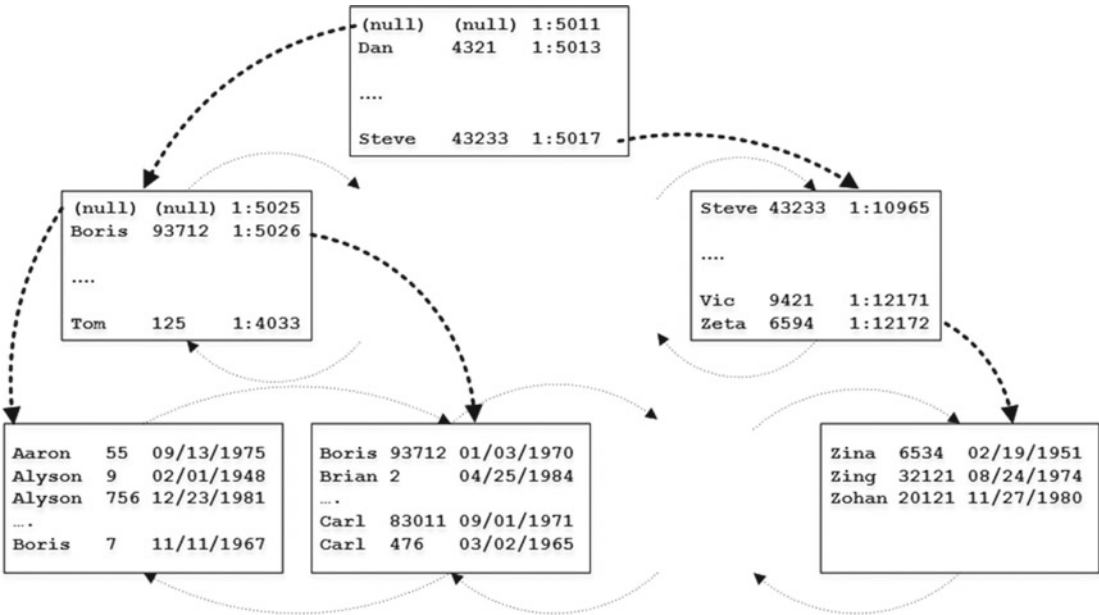 (null) (null) 1:5011
Dan 4321 1:5013
....
Steve 43233 1:5017
(null) (null) 1:5025
Boris 93712 1:5026
....
Tom 125 1:4033
Steve 43233 1:10965
....
Vic 9421 1:12171
Zeta 6594 1:12172
Aaron 55 09/13/1975
Alyson 9 02/01/1948
Alyson 756 12/23/1981
....
Boris 7 11/11/1967
Boris 93712 01/03/1970
Brian 2 04/25/1984
....
Carl 83011 09/01/1971
Carl 476 03/02/1965
Zina 6534 02/19/1951
Zing 32121 08/24/1974
Zohan 20121 11/27/1980